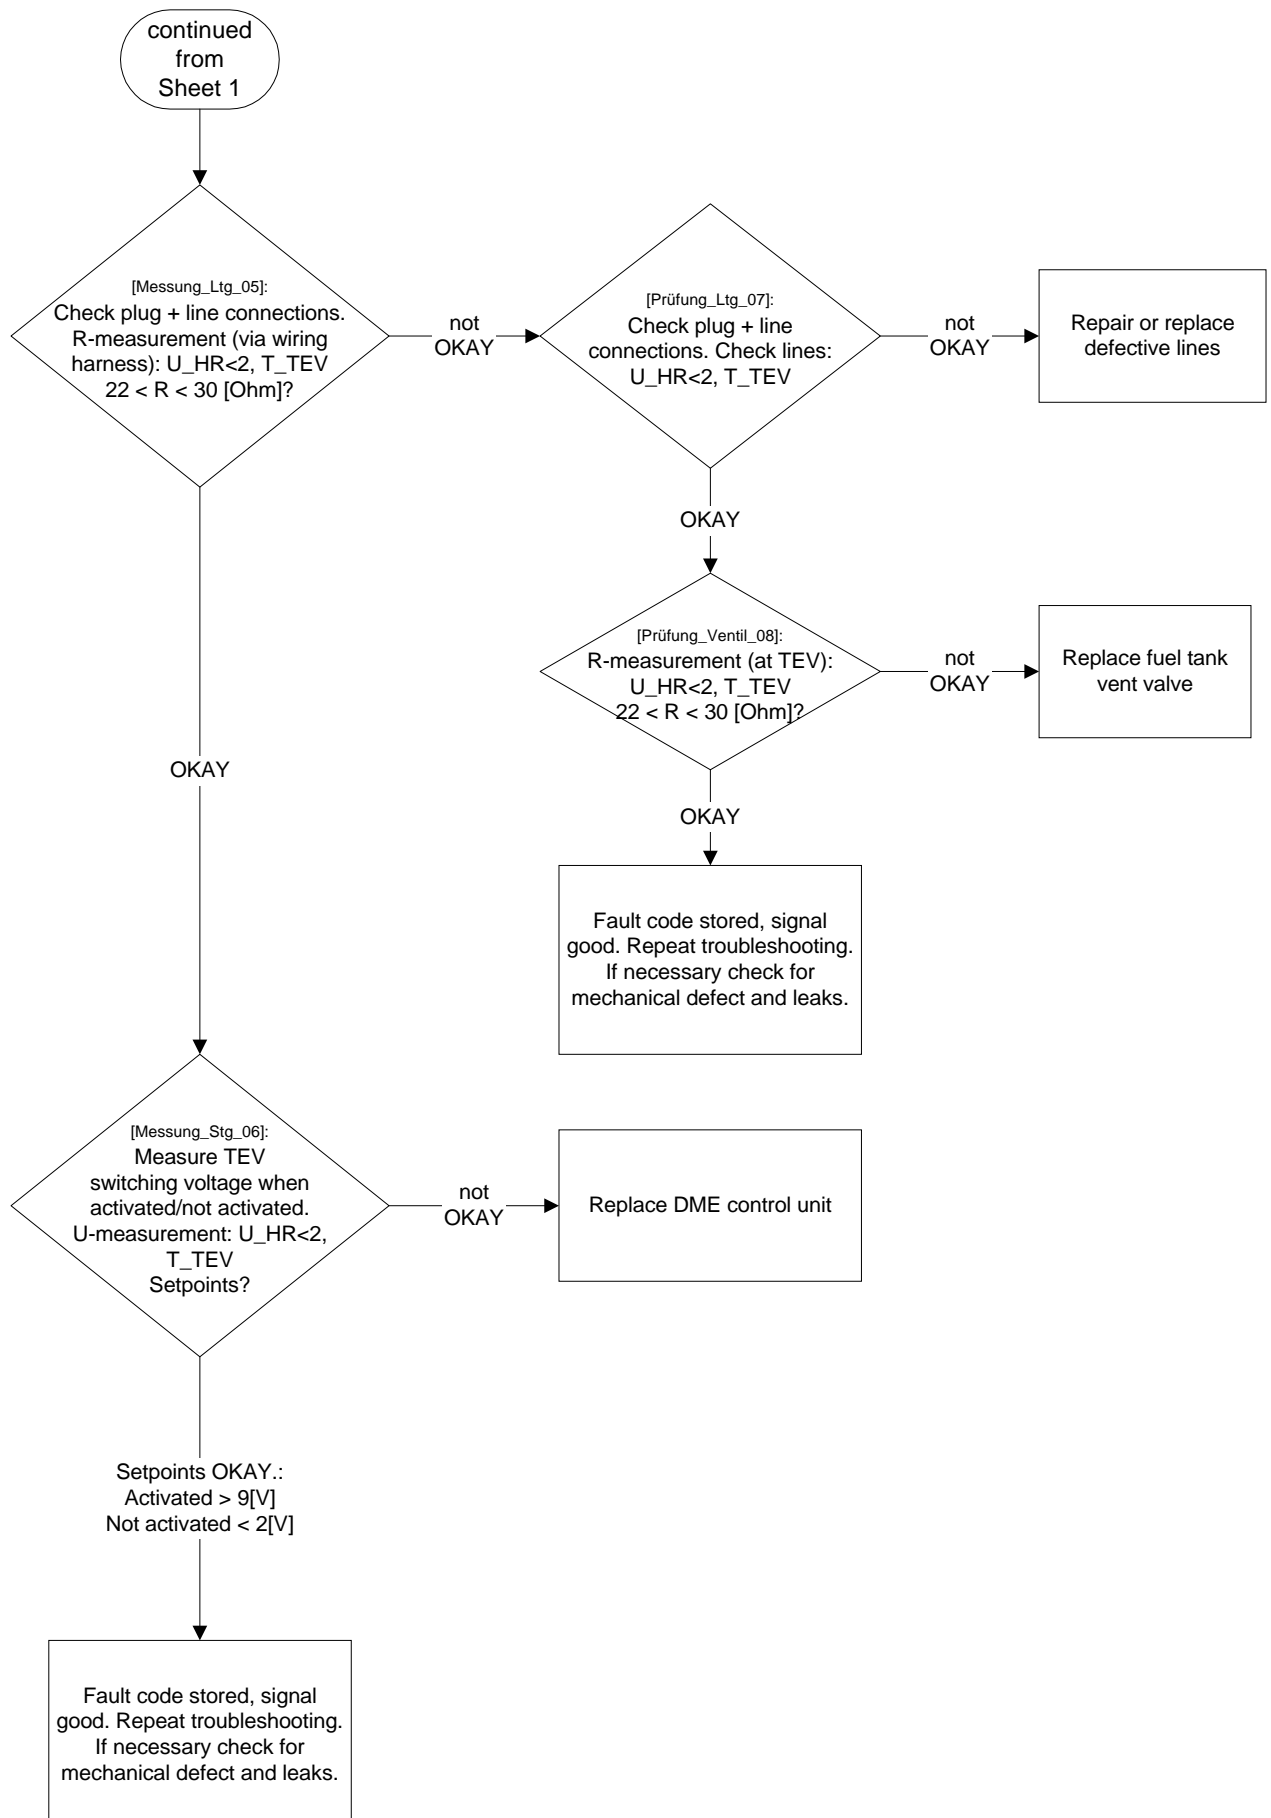 continued
from
Sheet 1
[Messung_Ltg_05]:
Check plug + line connections.
R-measurement (via wiring
harness): U_HR<2, T_TEV
22 < R < 30 [Ohm]?
not
OKAY
[Prüfung_Ltg_07]:
Check plug + line
connections. Check lines:
U_HR<2, T_TEV
not
OKAY
Repair or replace
defective lines
OKAY
[Prüfung_Ventil_08]:
R-measurement (at TEV):
U_HR<2, T_TEV
22 < R < 30 [Ohm]?
not
OKAY
Replace fuel tank
vent valve
OKAY
OKAY
Fault code stored, signal
good. Repeat troubleshooting.
If necessary check for
mechanical defect and leaks.
[Messung_Stg_06]:
Measure TEV
switching voltage when
activated/not activated.
U-measurement: U_HR<2,
T_TEV
Setpoints?
not
OKAY
Replace DME control unit
Setpoints OKAY.:
Activated > 9[V]
Not activated < 2[V]
Fault code stored, signal
good. Repeat troubleshooting.
If necessary check for
mechanical defect and leaks.